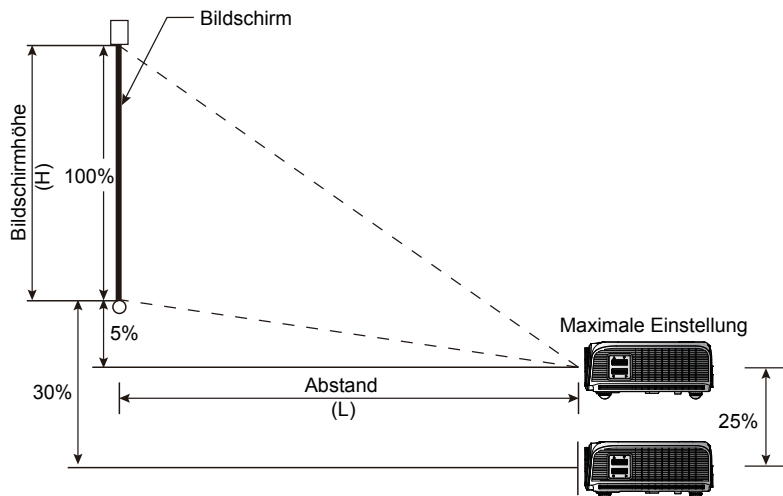 Bildschirm
Bildschirmhöhe
(H)
100%
5%
Maximale Einstellung
30%
Abstand
(L)
25%